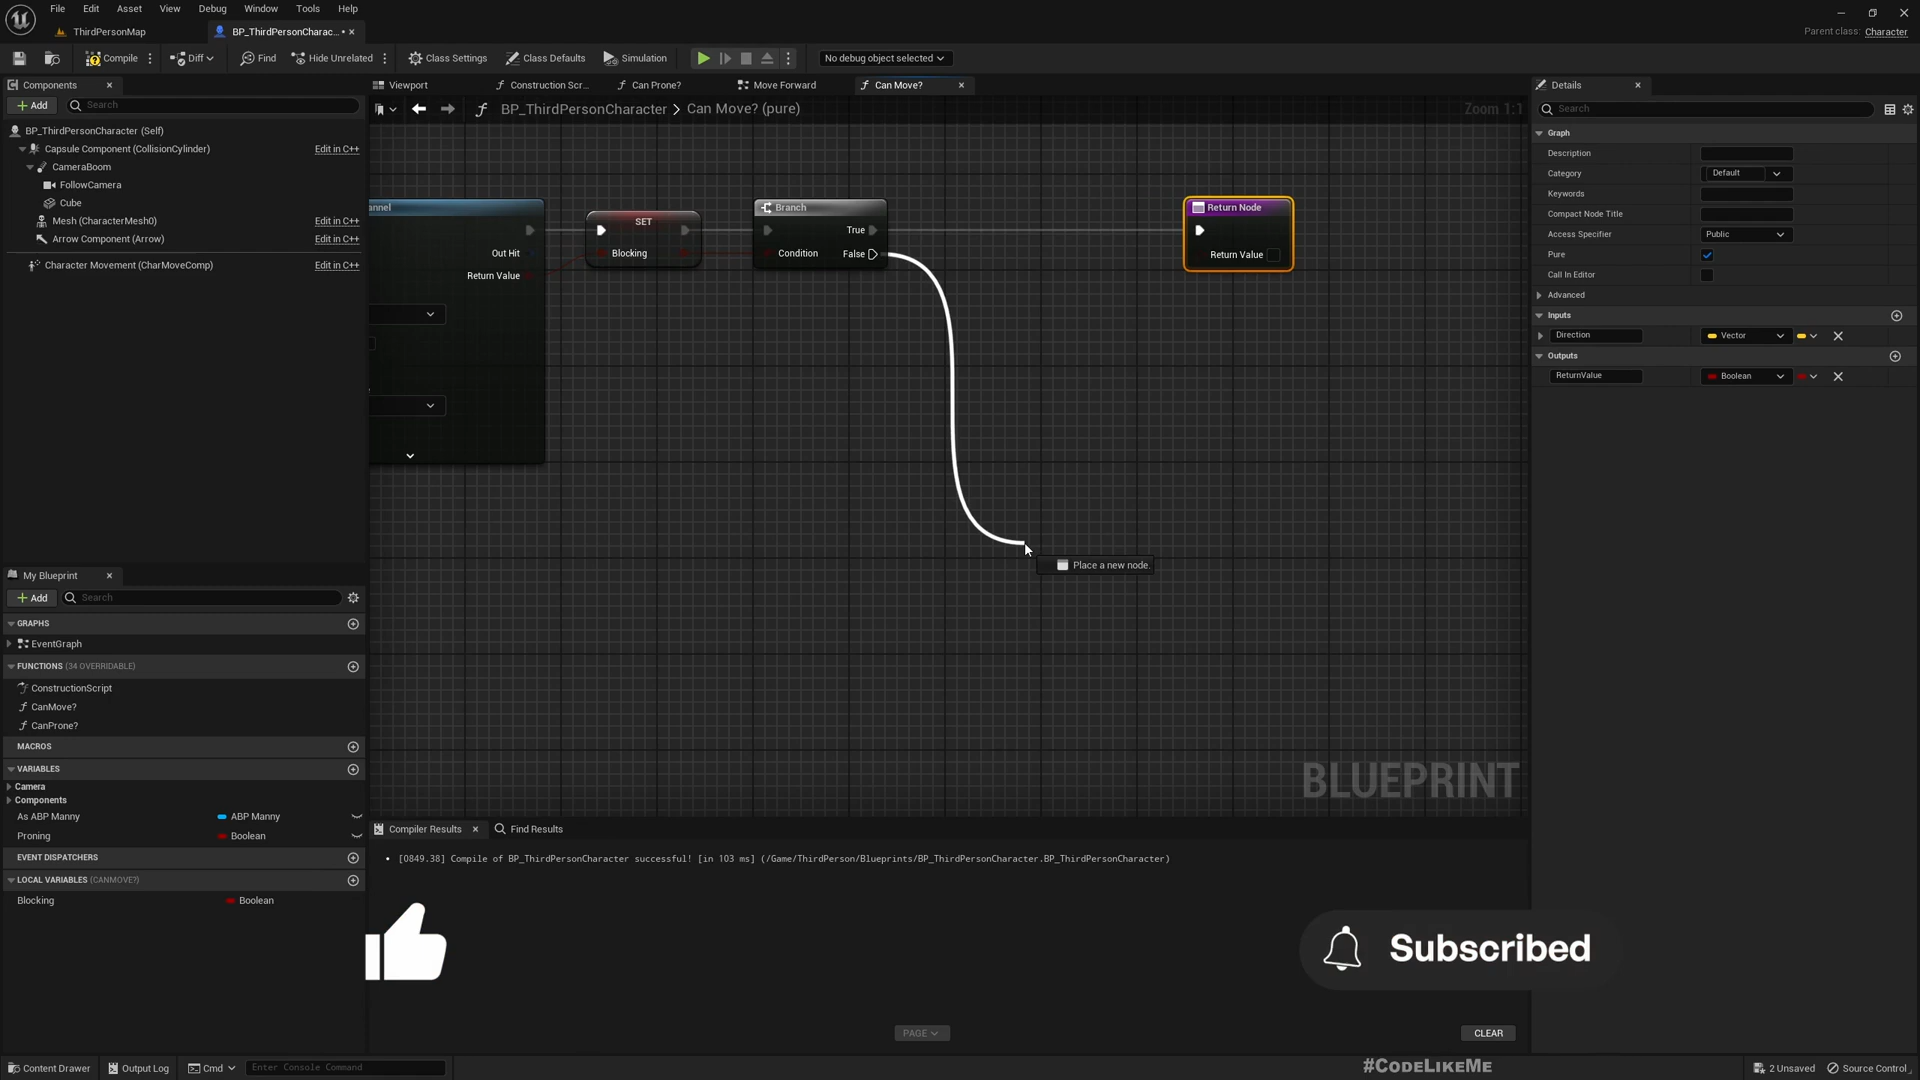 File Edit Asset View Debug Window Tools Help
ThirdPersonMap
BP_ThirdPersonCharac...
Parent class: Character
Compile
Diff
Find
Hide Unrelated
Class Settings
Class Defaults
Simulation
No debug object selected
Components
Add
Search
BP_ThirdPersonCharacter (Self)
Capsule Component (CollisionCylinder) Edit in C++
CameraBoom
FollowCamera
Cube
Mesh (CharacterMesh0) Edit in C++
Arrow Component (Arrow) Edit in C++
Character Movement (CharMoveComp) Edit in C++
My Blueprint
Add
Search
GRAPHS
EventGraph
FUNCTIONS (34 OVERRIDABLE)
ConstructionScript
CanMove?
CanProne?
MACROS
VARIABLES
Camera
Components
As ABP Manny ABP Manny
Proning Boolean
EVENT DISPATCHERS
LOCAL VARIABLES (CANMOVE?)
Blocking Boolean
Viewport
Construction Scr...
Can Prone?
Move Forward
Can Move?
BP_ThirdPersonCharacter > Can Move? (pure)
Zoom 1:1
annel
Out Hit
Return Value
SET
Blocking
Branch
True
Condition False
Return Node
Return Value
Place a new node.
BLUEPRINT
Compiler Results
Find Results
[0849.38] Compile of BP_ThirdPersonCharacter successful! [in 103 ms] (/Game/ThirdPerson/Blueprints/BP_ThirdPersonCharacter.BP_ThirdPersonCharacter)
Subscribed
PAGE
CLEAR
Details
Search
Graph
Description
Category Default
Keywords
Compact Node Title
Access Specifier Public
Pure
Call In Editor
Advanced
Inputs
Direction Vector
Outputs
ReturnValue Boolean
Content Drawer
Output Log
Cmd
Enter Console Command
#CODELIKEME
2 Unsaved
Source Control